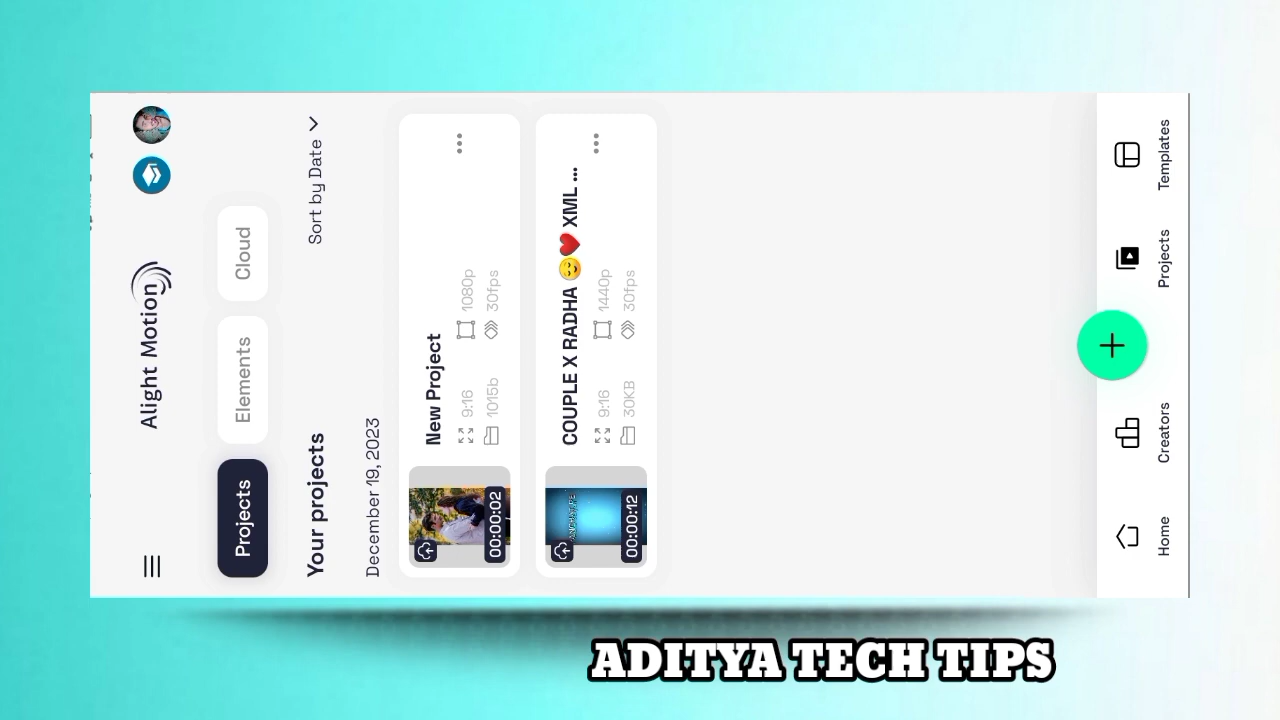 Alight Motion
Projects
Elements
Cloud
Your projects
Sort by Date
December 19, 2023
New Project
9:16
1080p
1015b
30fps
00:00:02
COUPLE X RADHA 😌❤️ XML ...
9:16
1440p
30KB
30fps
00:00:12
Home
Creators
Projects
Templates
ADITYA TECH TIPS